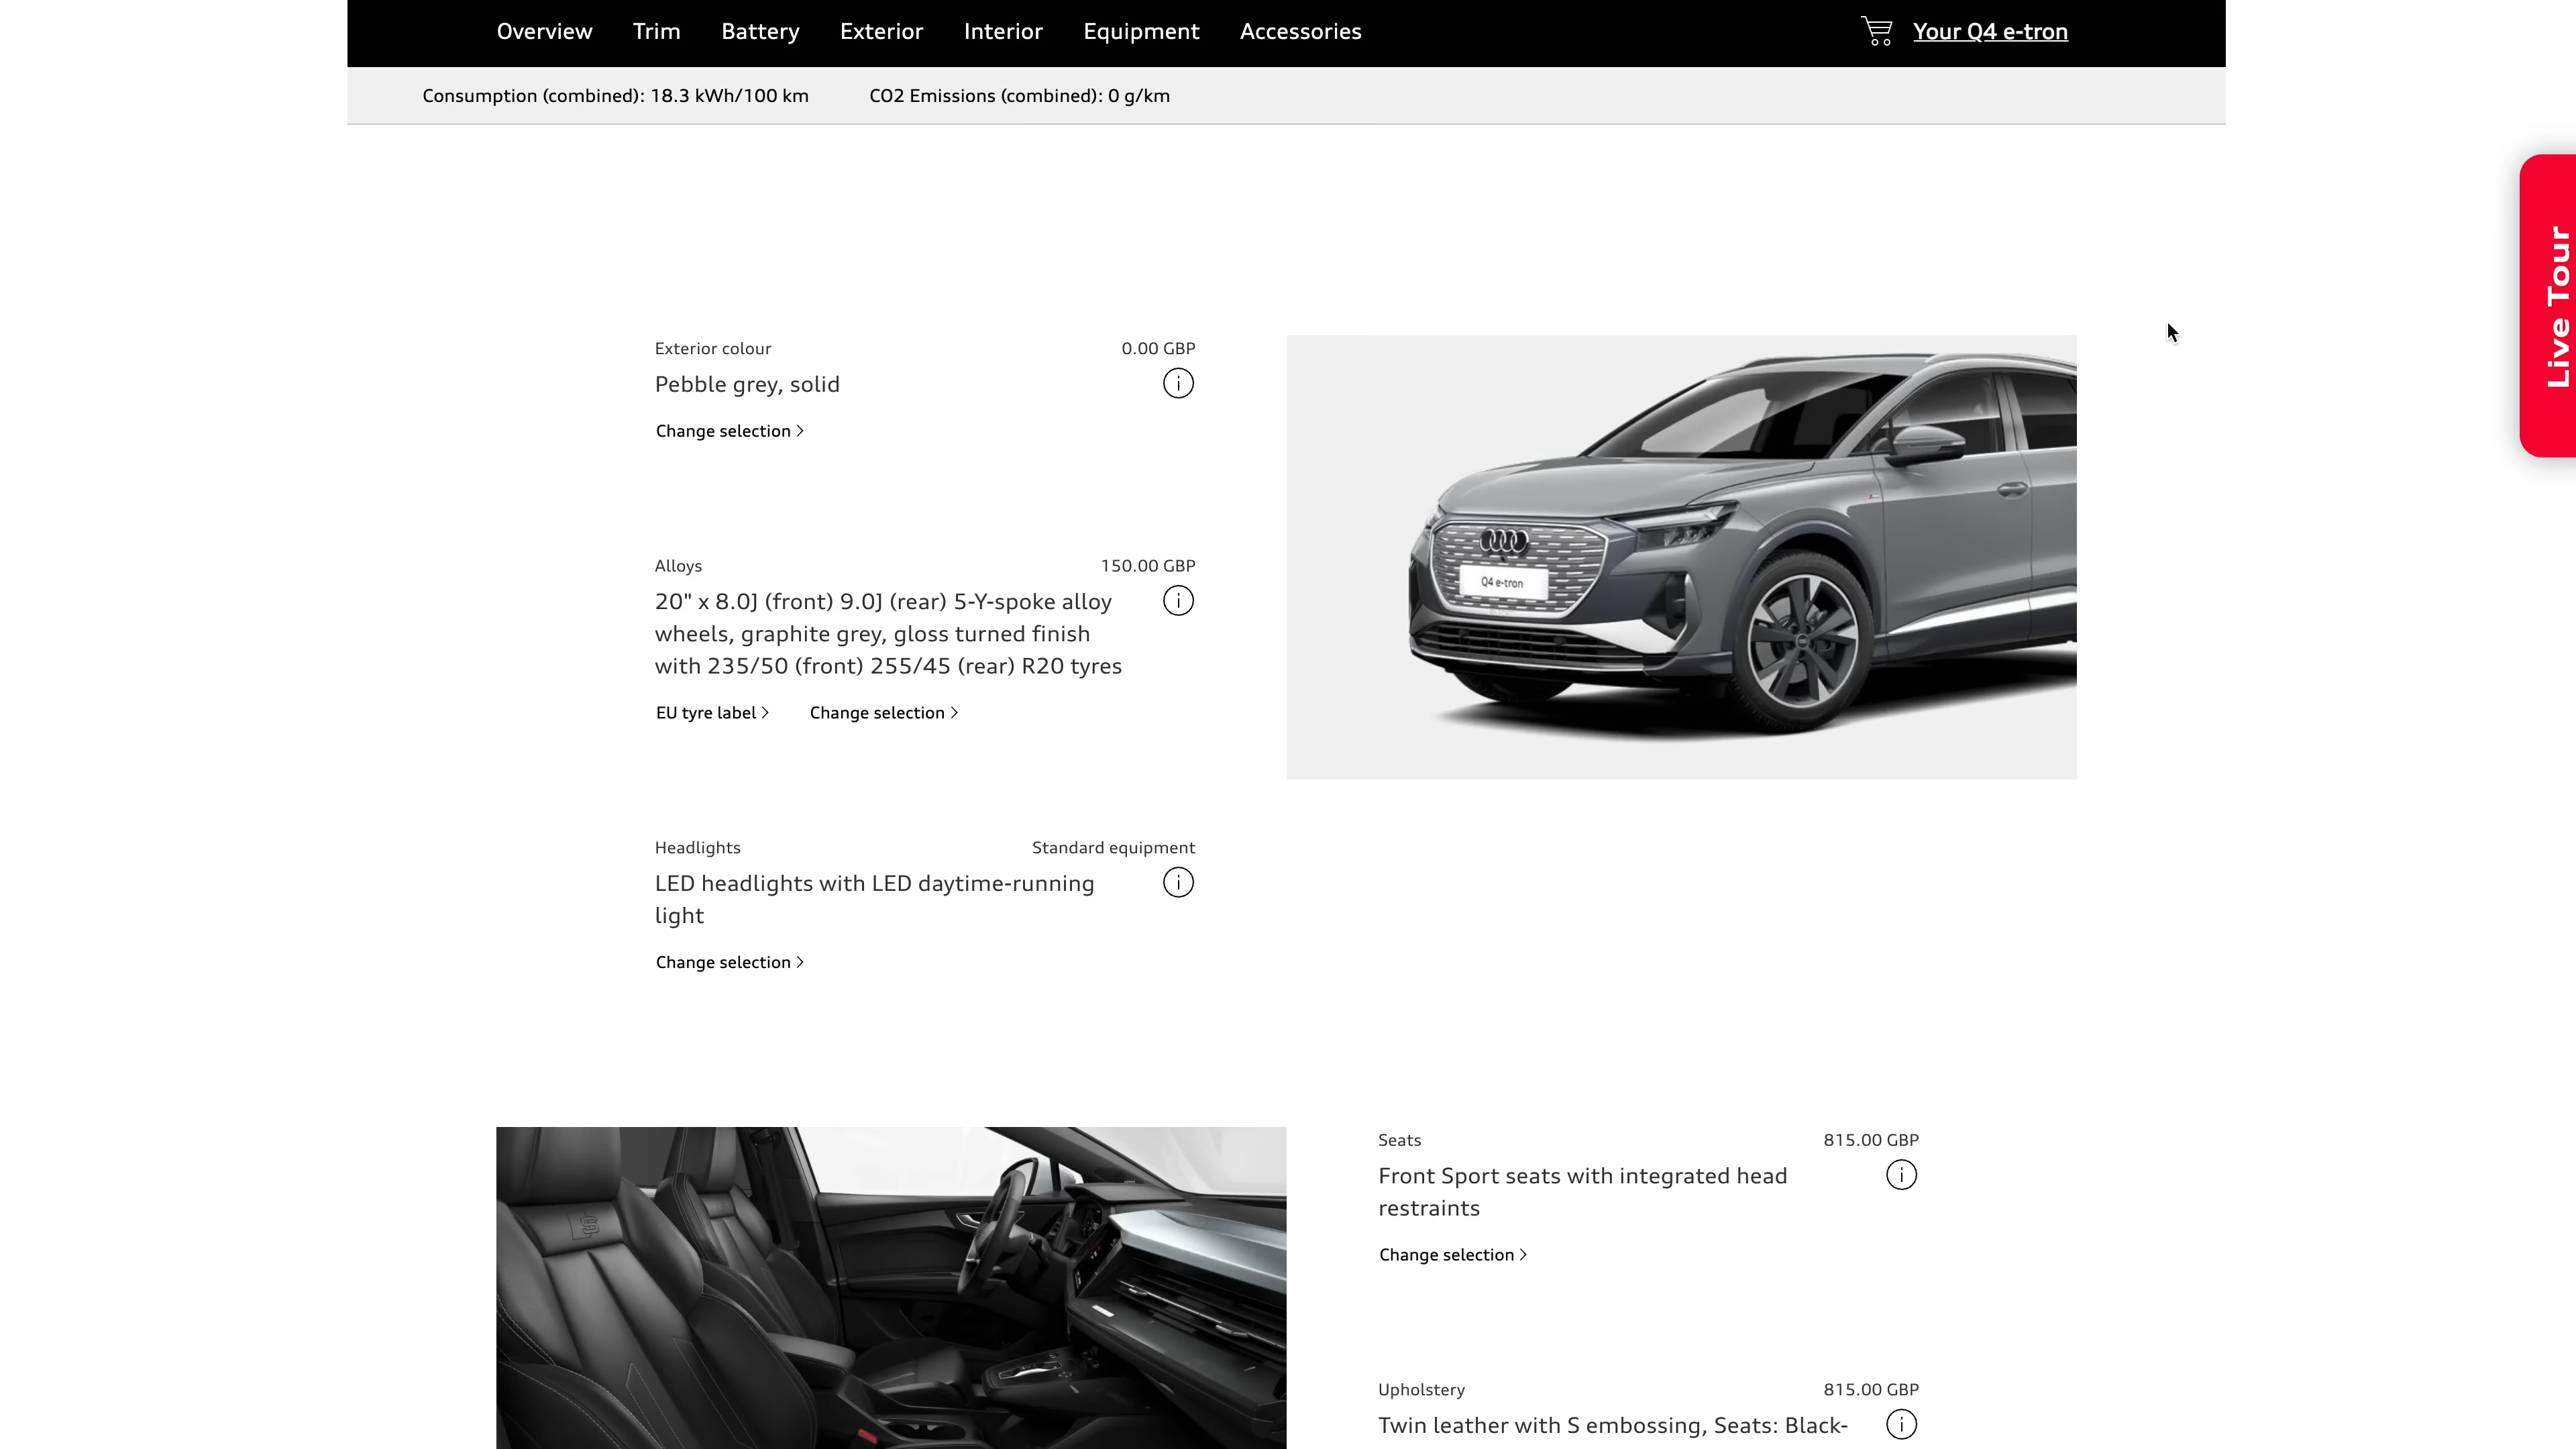 Overview Trim Battery Exterior Interior Equipment Accessories Your Q4 e-tron
Consumption (combined): 18.3 kWh/100 km CO2 Emissions (combined): 0 g/km
Live Tour
Exterior colour 0.00 GBP
Pebble grey, solid
Change selection
Alloys 150.00 GBP
20" x 8.0J (front) 9.0J (rear) 5-Y-spoke alloy
wheels, graphite grey, gloss turned finish
with 235/50 (front) 255/45 (rear) R20 tyres
EU tyre label Change selection
Q4 e-tron
Headlights Standard equipment
LED headlights with LED daytime-running
light
Change selection
Seats 815.00 GBP
Front Sport seats with integrated head
restraints
Change selection
Upholstery 815.00 GBP
Twin leather with S embossing, Seats: Black-